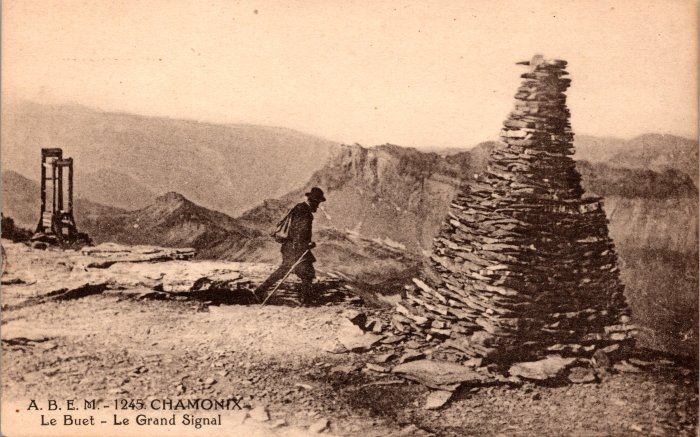 A. B. E. M. - 1245. CHAMONIX
Le Buet - Le Grand Signal